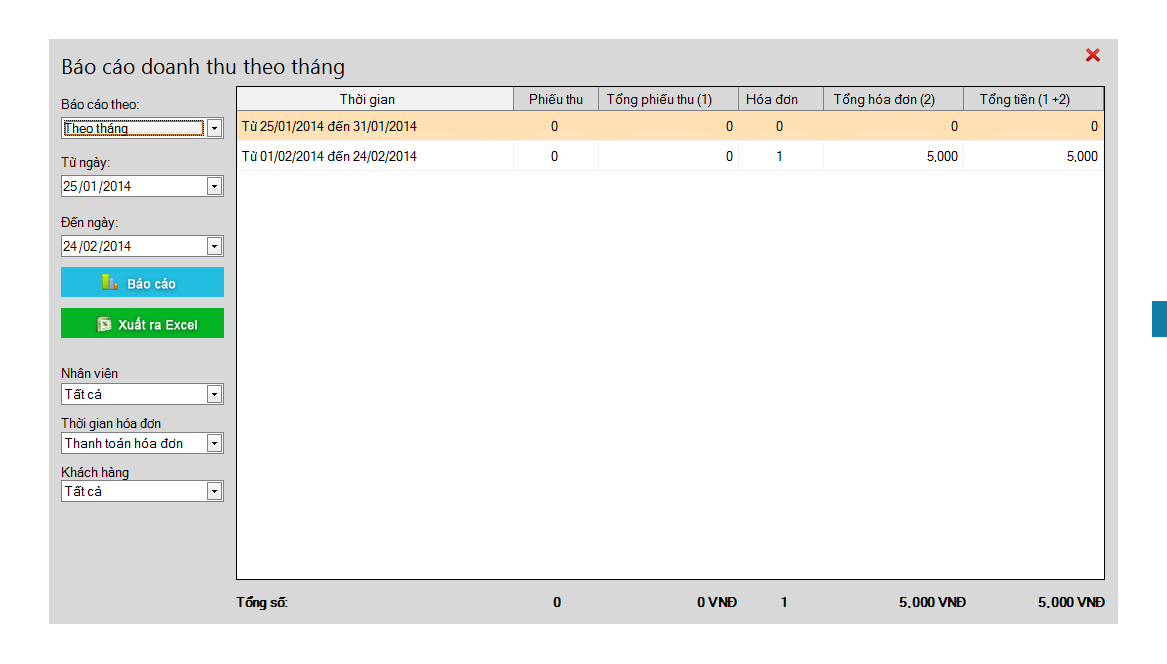 Báo cáo doanh thu theo tháng
Báo cáo theo:
Theo tháng
Từ ngày:
25/01/2014
Đến ngày:
24/02/2014
Báo cáo
Xuất ra Excel
Nhân viên
Tất cả
Thời gian hóa đơn
Thanh toán hóa đơn
Khách hàng
Tất cả
Thời gian Phiếu thu Tổng phiếu thu (1) Hóa đơn Tổng hóa đơn (2) Tổng tiền (1 +2)
Từ 25/01/2014 đến 31/01/2014 0 0 0 0 0
Từ 01/02/2014 đến 24/02/2014 0 0 1 5,000 5,000
Tổng số: 0 0 VNĐ 1 5,000 VNĐ 5,000 VNĐ